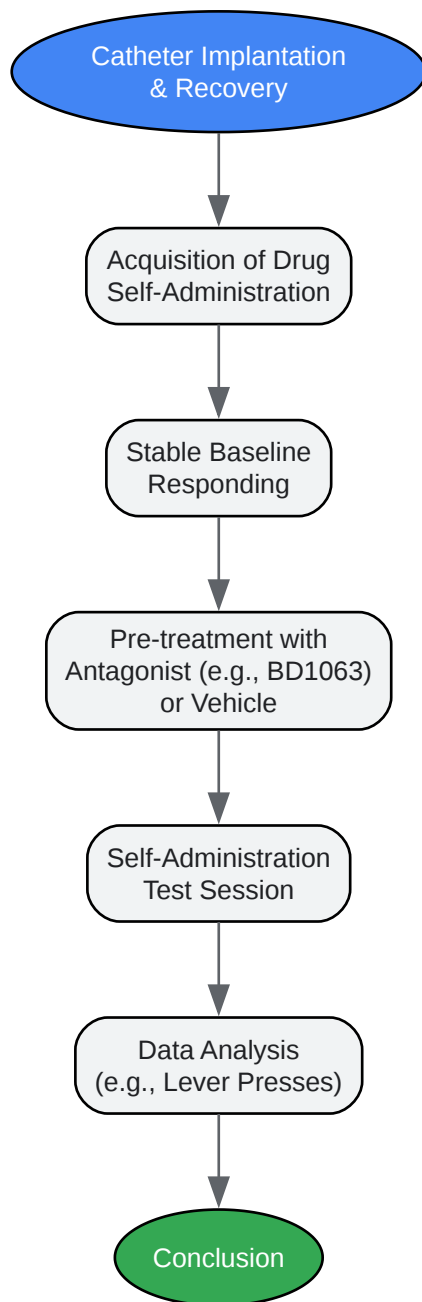 Catheter Implantation
& Recovery
Acquisition of Drug
Self-Administration
Stable Baseline
Responding
Pre-treatment with
Antagonist (e.g., BD1063)
or Vehicle
Self-Administration
Test Session
Data Analysis
(e.g., Lever Presses)
Conclusion